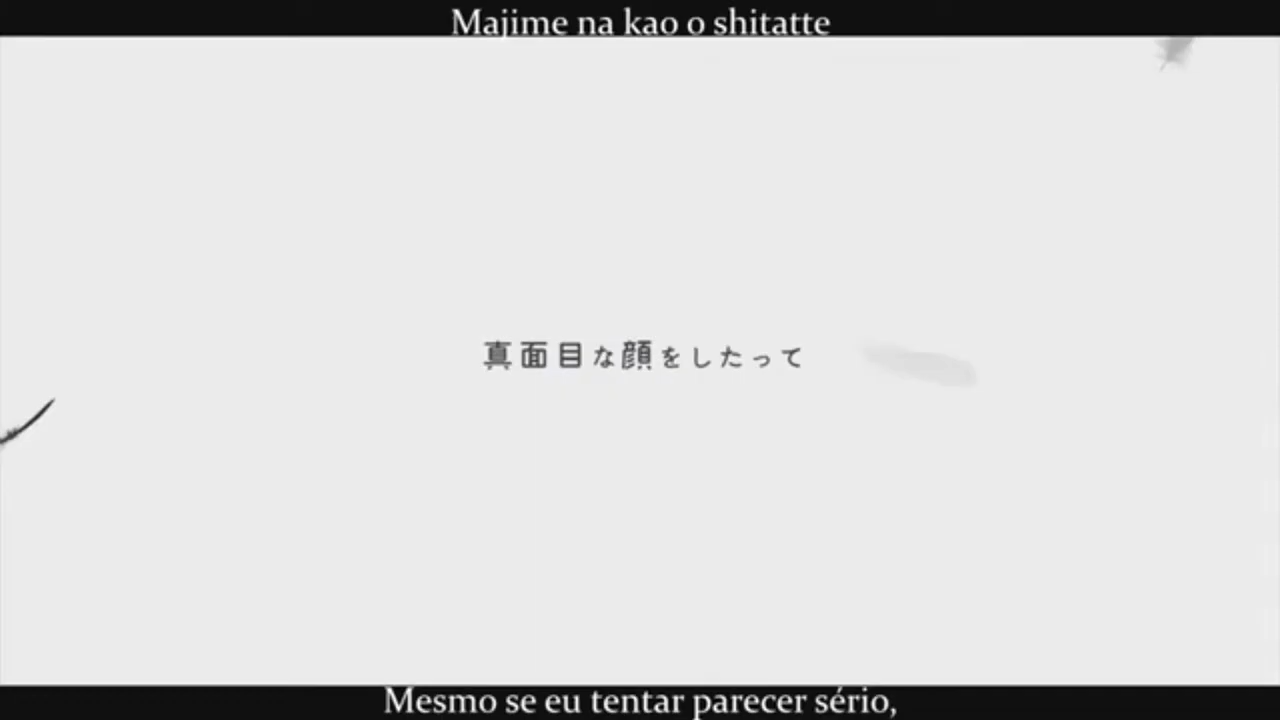 Majime na kao o shitatte
真面目な顔をしたって
Mesmo se eu tentar parecer sério,